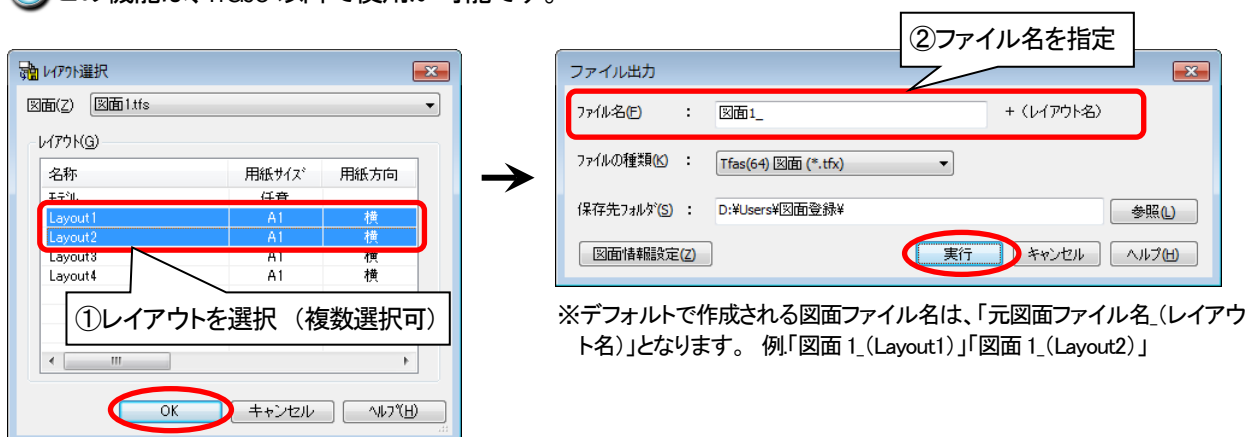 ②ファイル名を指定
レイアウト選択
図面(Z) 図面1.tfs
レイアウト(G)
名称 用紙サイズ 用紙方向
モデル 任意
Layout1 A1 横
Layout2 A1 横
Layout3 A1 横
Layout4 A1 横
①レイアウトを選択 （複数選択可）
OK キャンセル ヘルプ(H)
ファイル出力
ファイル名(F) : 図面1_ + (レイアウト名)
ファイルの種類(K) : Tfas(64) 図面 (*.tfx)
保存先フォルダ(S) : D:¥Users¥図面登録¥ 参照(L)
図面情報設定(Z) 実行 キャンセル ヘルプ(H)
※デフォルトで作成される図面ファイル名は、「元図面ファイル名_(レイアウ
ト名)」となります。 例.「図面1_(Layout1)」「図面1_(Layout2)」